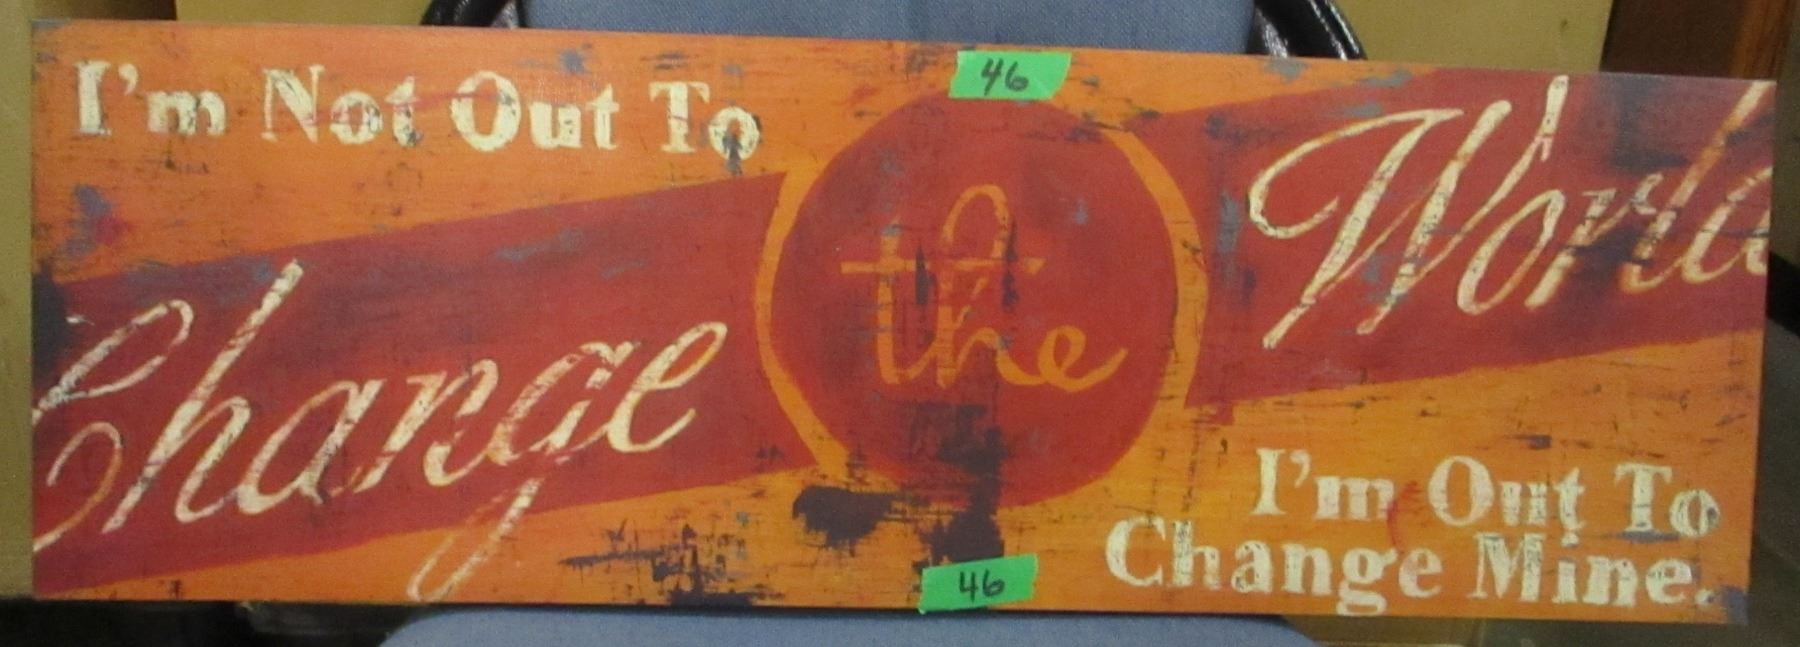 46
I'm Not Out To
Change
the
World
I'm Out To
Change Mine.
46